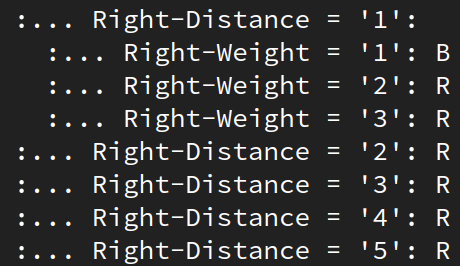 :... Right-Distance = '1':
:... Right-Weight = '1': B
:... Right-Weight = '2': R
:... Right-Weight = '3': R
:... Right-Distance = '2': R
:... Right-Distance = '3': R
:... Right-Distance = '4': R
:... Right-Distance = '5': R